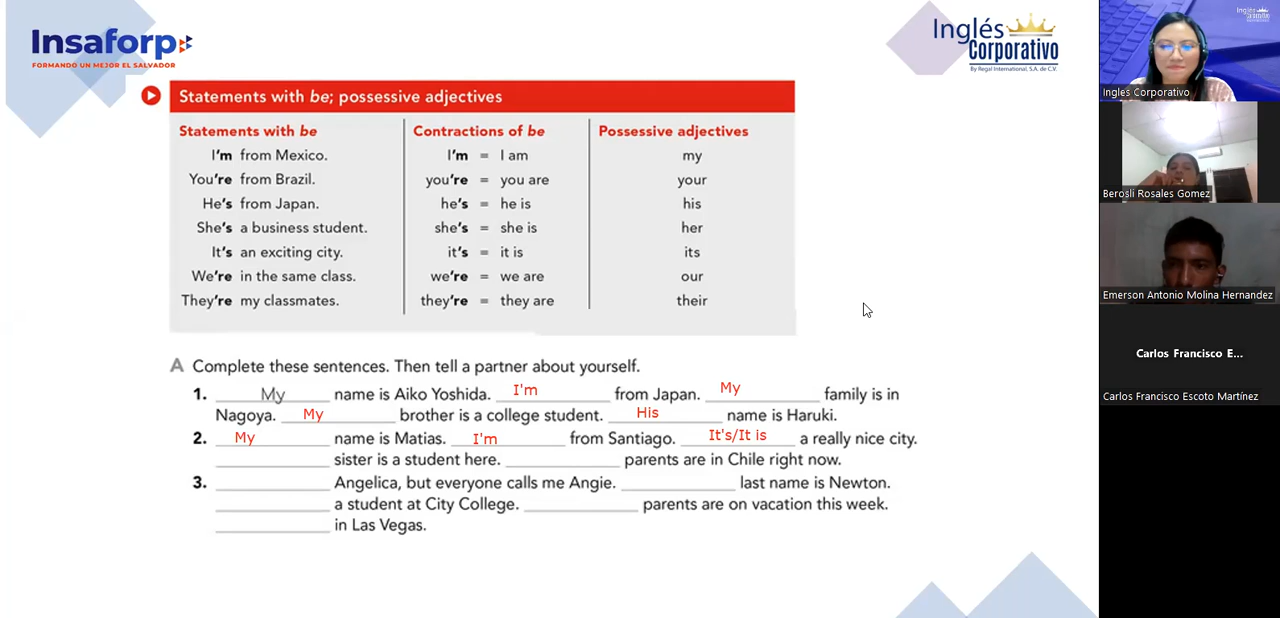 Insaforp
FORMANDO UN MEJOR EL SALVADOR
Inglés
Corporativo
By Regal International, S.A. de C.V.
Statements with be; possessive adjectives
Statements with be Contractions of be Possessive adjectives
I'm from Mexico. I'm = I am my
You're from Brazil. you're = you are your
He's from Japan. he's = he is his
She's a business student. she's = she is her
It's an exciting city. it's = it is its
We're in the same class. we're = we are our
They're my classmates. they're = they are their
A Complete these sentences. Then tell a partner about yourself.
1. My name is Aiko Yoshida. I'm from Japan. My family is in
Nagoya. My brother is a college student. His name is Haruki.
2. My name is Matias. I'm from Santiago. It's/It is a really nice city.
sister is a student here. parents are in Chile right now.
3. Angelica, but everyone calls me Angie. last name is Newton.
a student at City College. parents are on vacation this week.
in Las Vegas.
Ingles Corporativo
Berosli Rosales Gomez
Emerson Antonio Molina Hernandez
Carlos Francisco E...
Carlos Francisco Escoto Martínez